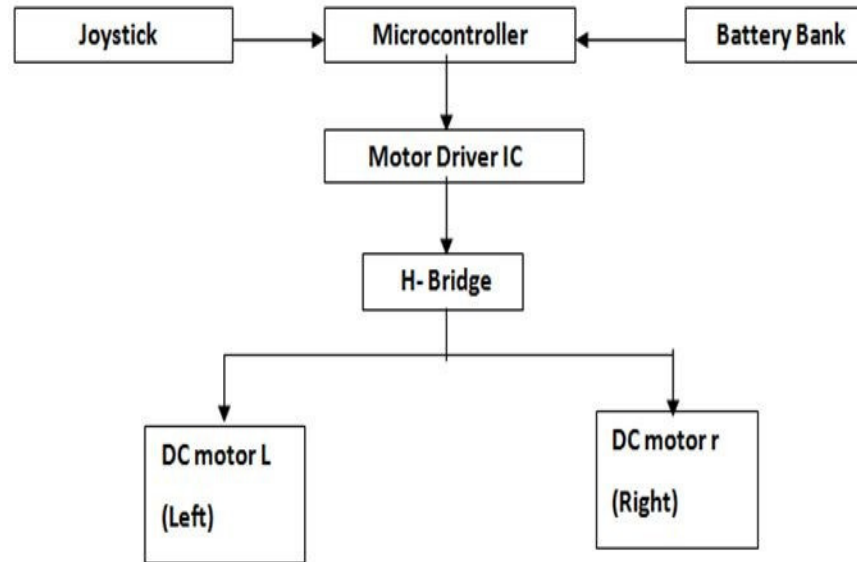 Joystick
Microcontroller
Battery Bank
Motor Driver IC
H- Bridge
DC motor L
(Left)
DC motor r
(Right)